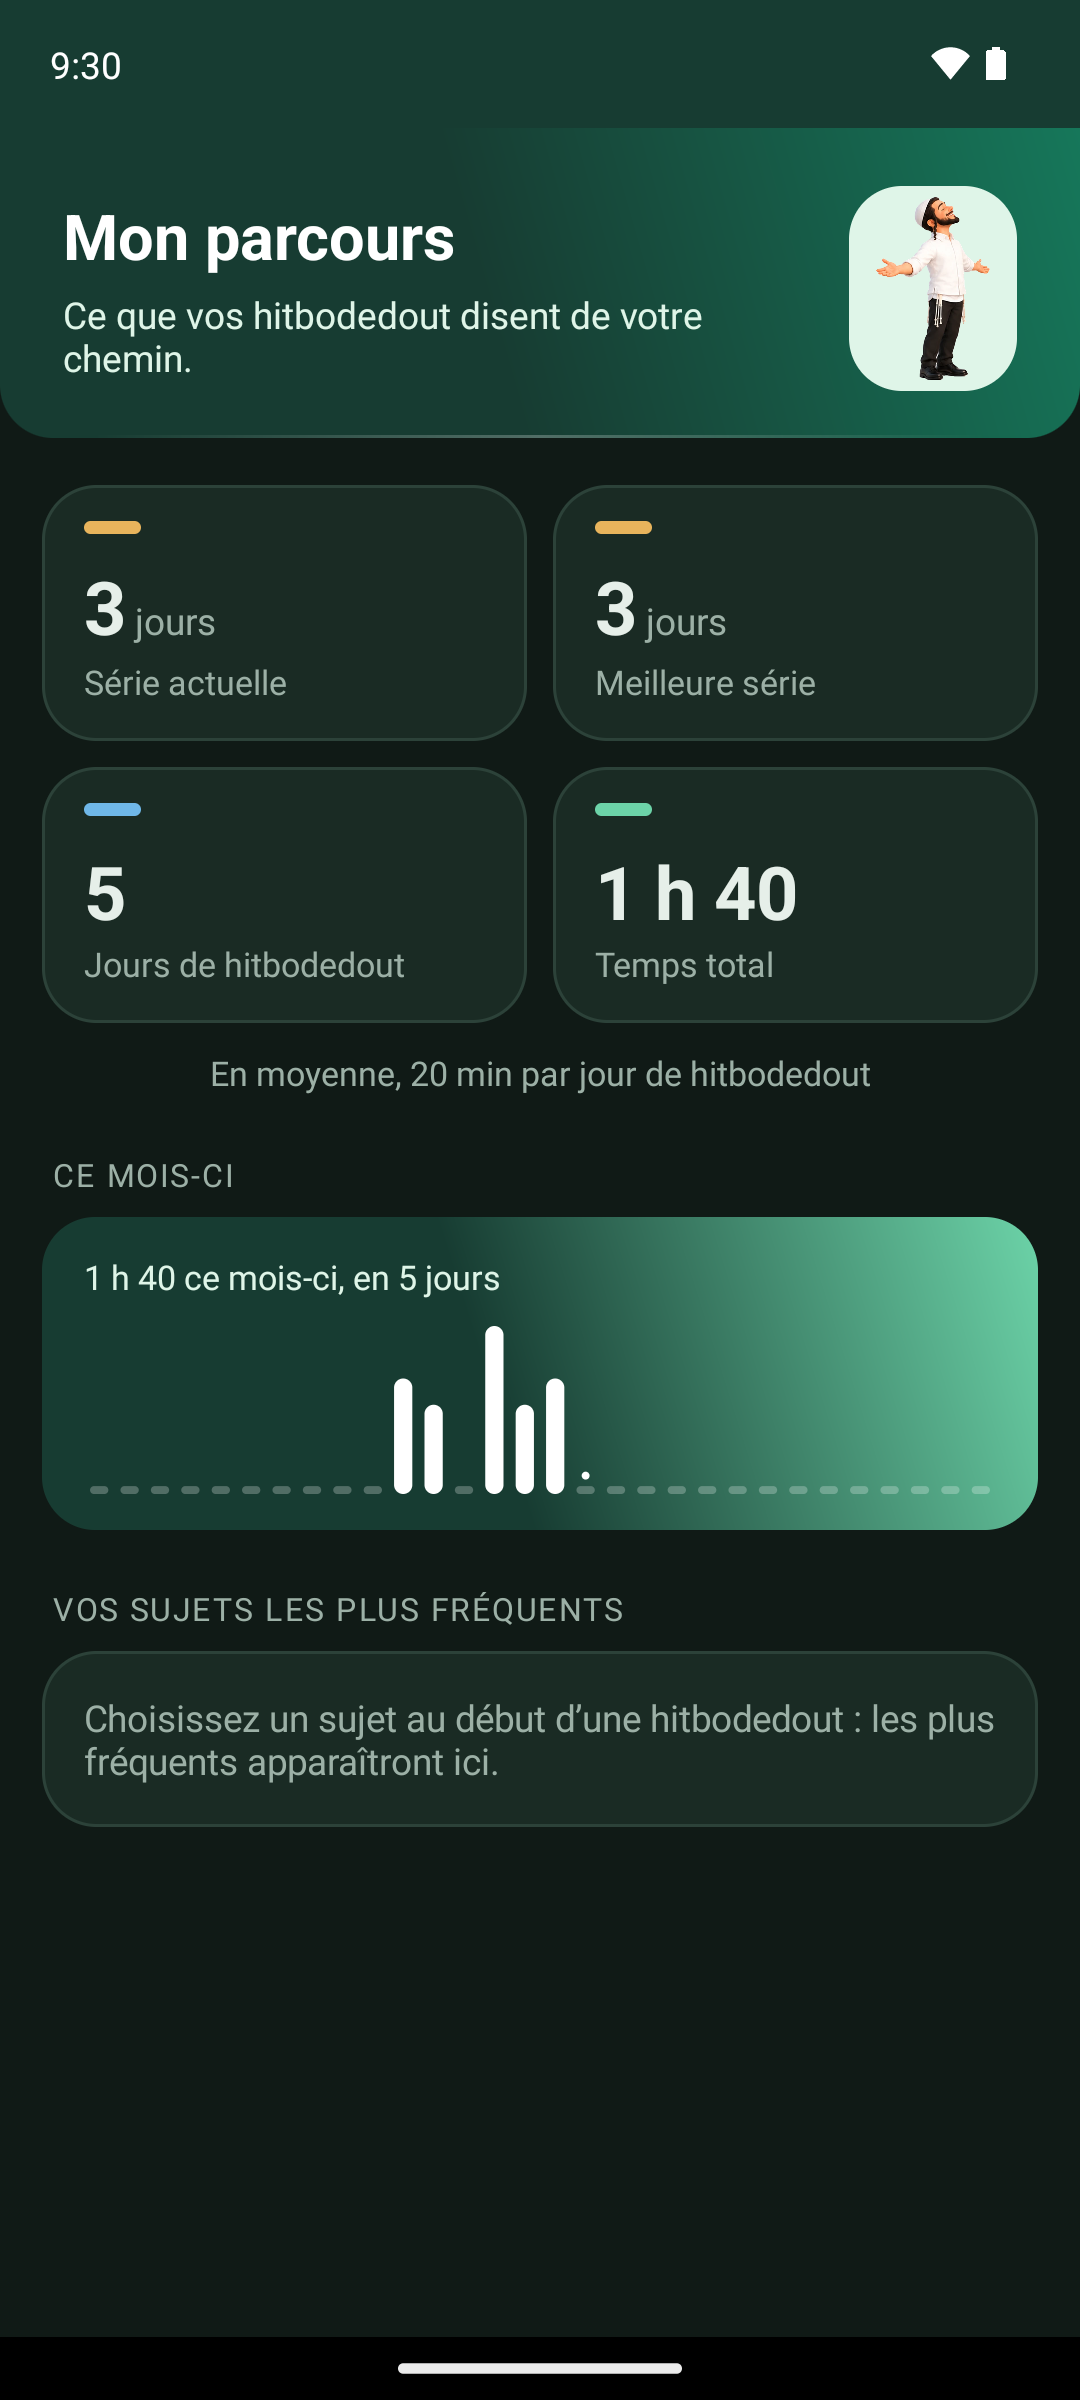 9:30
Mon parcours
Ce que vos hitbodedout disent de votre
chemin.
3 jours
Série actuelle
3 jours
Meilleure série
5
Jours de hitbodedout
1 h 40
Temps total
En moyenne, 20 min par jour de hitbodedout
CE MOIS-CI
1 h 40 ce mois-ci, en 5 jours
VOS SUJETS LES PLUS FRÉQUENTS
Choisissez un sujet au début d’une hitbodedout : les plus
fréquents apparaîtront ici.